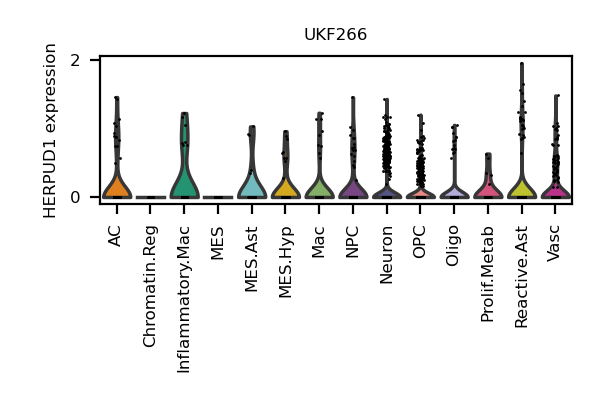 UKF266
HERPUD1 expression
2
0
AC
Chromatin.Reg
Inflammatory.Mac
MES
MES.Ast
MES.Hyp
Mac
NPC
Neuron
OPC
Oligo
Prolif.Metab
Reactive.Ast
Vasc